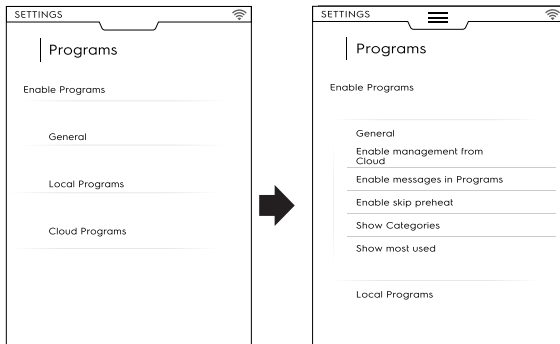 SETTINGS
Programs
Enable Programs
General
Local Programs
Cloud Programs
SETTINGS
Programs
Enable Programs
General
Enable management from
Cloud
Enable messages in Programs
Enable skip preheat
Show Categories
Show most used
Local Programs